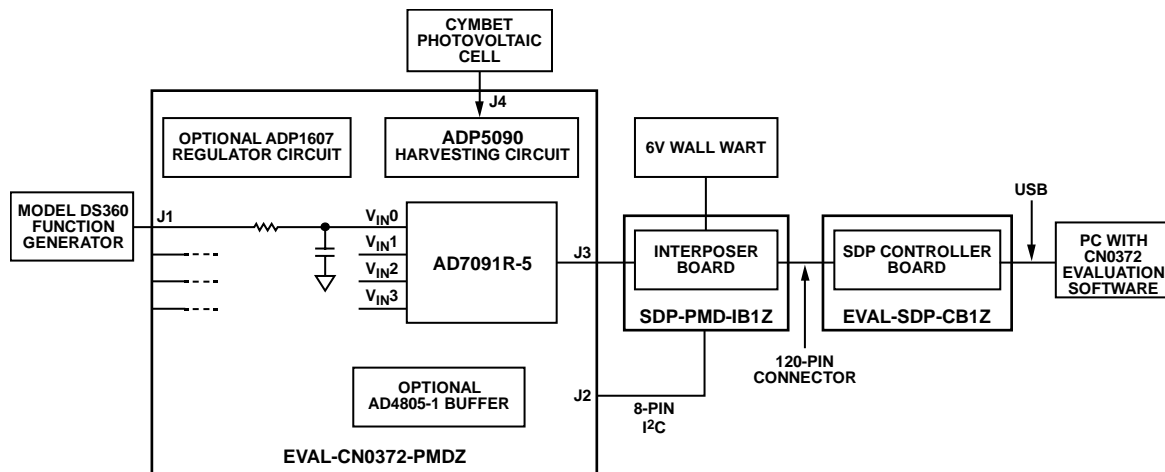 CYMBET
PHOTOVOLTAIC
CELL
J4
OPTIONAL ADP1607
REGULATOR CIRCUIT
ADP5090
HARVESTING CIRCUIT
6V WALL WART
USB
MODEL DS360
FUNCTION
GENERATOR
J1
VIN0
VIN1
VIN2
VIN3
AD7091R-5
J3
INTERPOSER
BOARD
SDP-PMD-IB1Z
SDP CONTROLLER
BOARD
EVAL-SDP-CB1Z
PC WITH
CN0372
EVALUATION
SOFTWARE
120-PIN
CONNECTOR
OPTIONAL
AD4805-1 BUFFER
J2
8-PIN
I2C
EVAL-CN0372-PMDZ